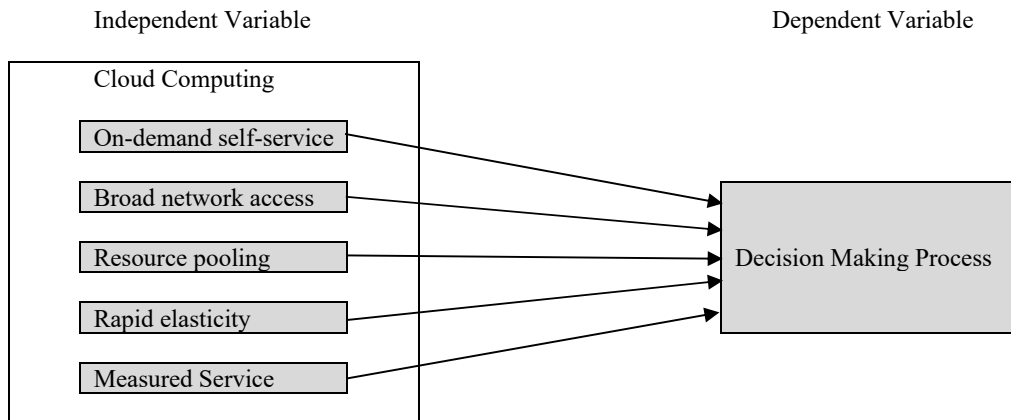 Independent Variable
Dependent Variable
Cloud Computing
On-demand self-service
Broad network access
Resource pooling
Decision Making Process
Rapid elasticity
Measured Service